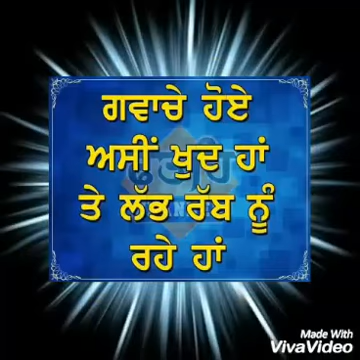 ਗਵਾਚੇ ਹੋਏ
ਅਸੀਂ ਖੁਦ ਹਾਂ
ਤੇ ਲੱਭ ਰੱਬ ਨੂੰ
ਰਹੇ ਹਾਂ
Made With
VivaVideo